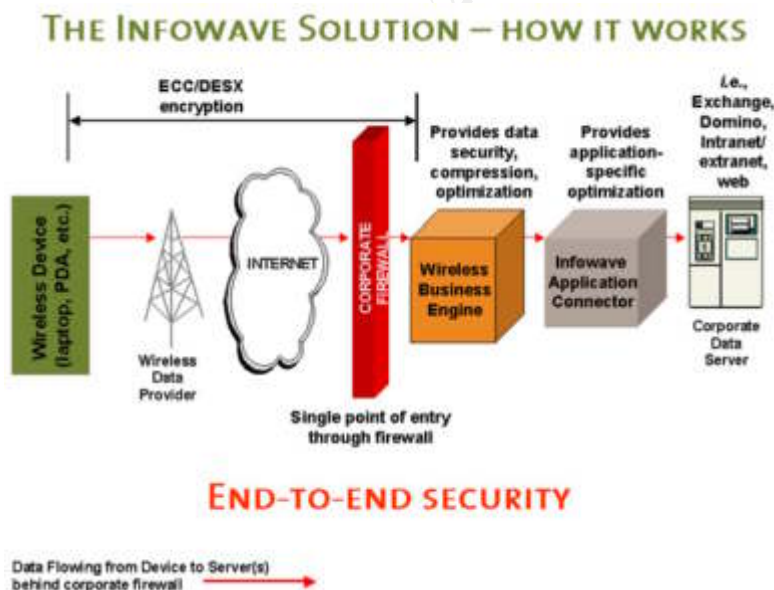 THE INFOWAVE SOLUTION – HOW IT WORKS
ECC/DESX
encryption
i.e.,
Exchange,
Domino,
Intranet/
extranet,
web
Provides data
security,
compression,
optimization
Provides
application-
specific
optimization
Wireless Device
(laptop, PDA, etc.)
INTERNET
CORPORATE
FIREWALL
Wireless
Business
Engine
Infowave
Application
Connector
Corporate
Data
Server
Wireless
Data
Provider
Single point of entry
through firewall
END-TO-END SECURITY
Data Flowing from Device to Server(s)
behind corporate firewall